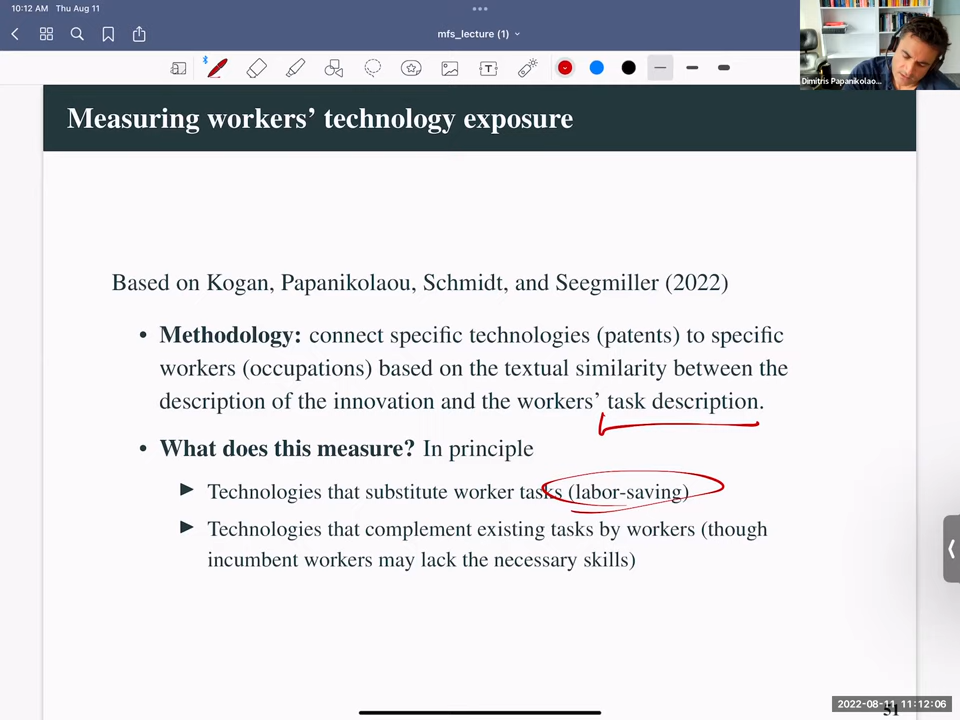 10:12 AM Thu Aug 11
mfs_lecture (1)
Dimitris Papanikolao...
Measuring workers' technology exposure
Based on Kogan, Papanikolaou, Schmidt, and Seegmiller (2022)
• Methodology: connect specific technologies (patents) to specific
workers (occupations) based on the textual similarity between the
description of the innovation and the workers' task description.
• What does this measure? In principle
▶ Technologies that substitute worker tasks (labor-saving)
▶ Technologies that complement existing tasks by workers (though
incumbent workers may lack the necessary skills)
2022-08-11 11:12:06
51